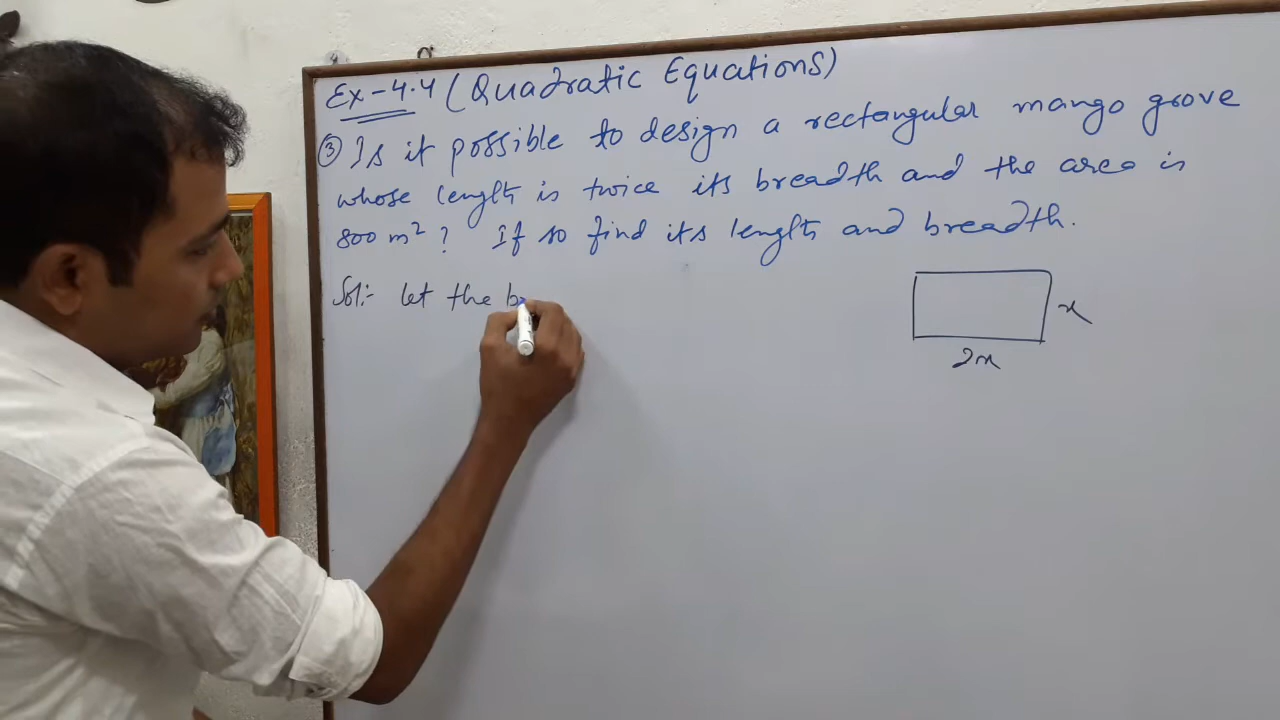 Ex-4.4 (Quadratic Equations)
③ Is it possible to design a rectangular mango grove
whose length is twice its breadth and the area is
800 m² ? If so find its length and breadth.
Sol:- let the b
x
2x